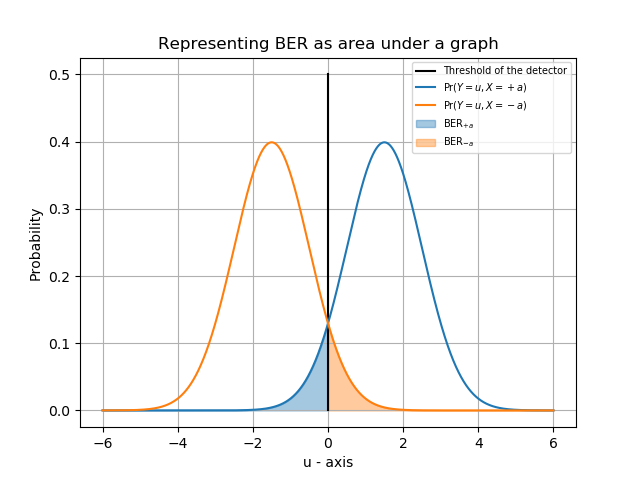 Representing BER as area under a graph
Threshold of the detector
Pr(Y = u, X = + a)
Pr(Y = u, X = − a)
BER₊ₐ
BER₋ₐ
0.5
0.4
0.3
0.2
0.1
0.0
Probability
−6 −4 −2 0 2 4 6
u - axis